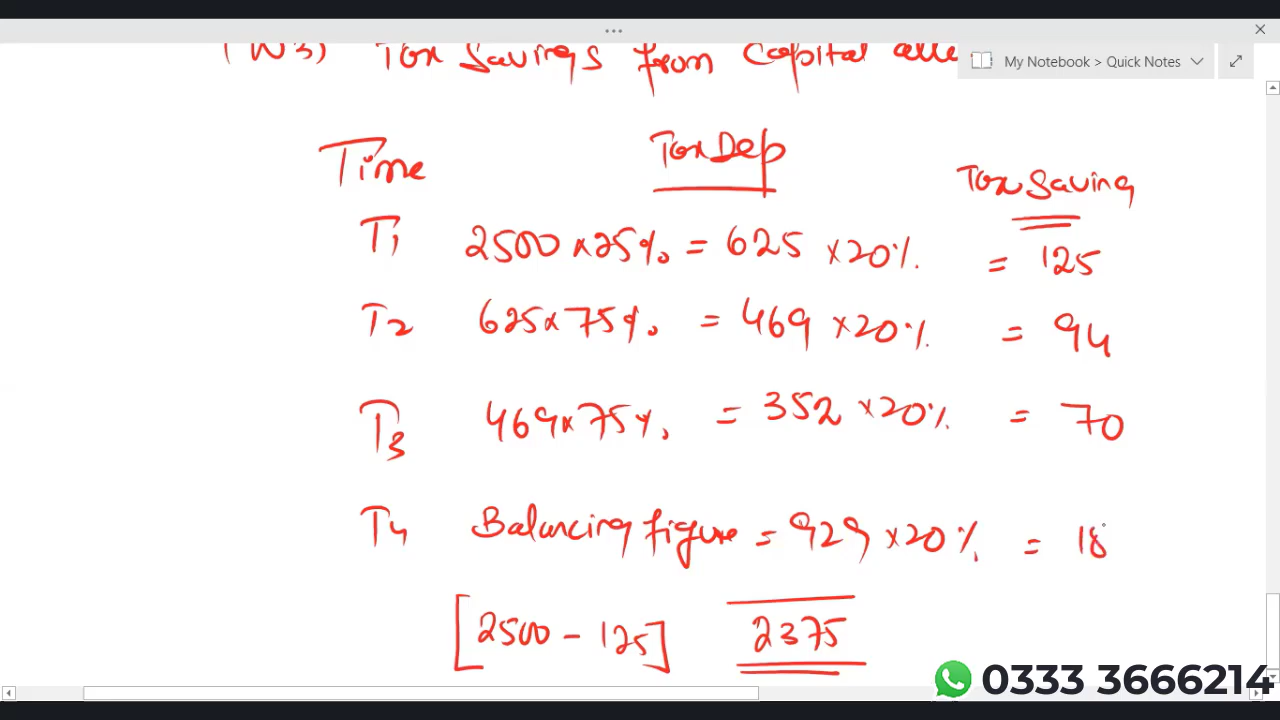 (W3) Tax Savings from Capital alle
My Notebook > Quick Notes
Time Tax Dep Tax Saving
T1 2500 x 25% = 625 x 20% = 125
T2 625 x 75% = 469 x 20% = 94
T3 469 x 75% = 352 x 20% = 70
T4 Balancing figure = 929 x 20% = 18
[2500 - 125] 2375
0333 3666214